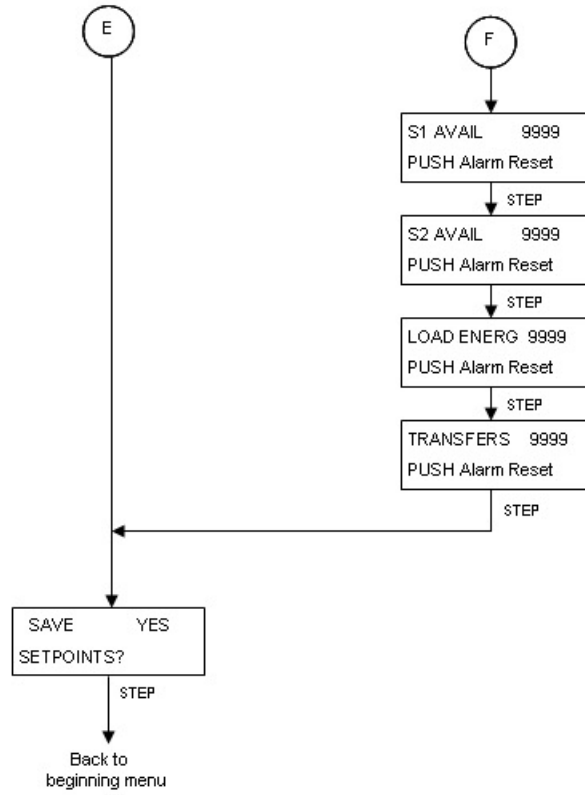 E
F
S1 AVAIL 9999
PUSH Alarm Reset
STEP
S2 AVAIL 9999
PUSH Alarm Reset
STEP
LOAD ENERG 9999
PUSH Alarm Reset
STEP
TRANSFERS 9999
PUSH Alarm Reset
STEP
SAVE YES
SETPOINTS?
STEP
Back to
beginning menu